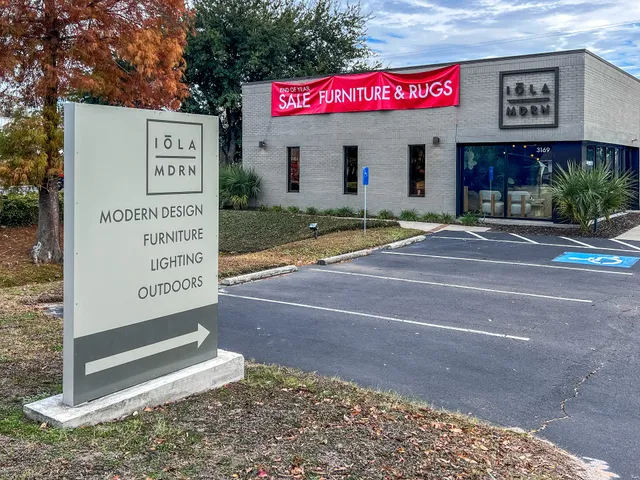 END OF YEAR
SALE FURNITURE & RUGS
IŌLA
MDRN
3169
IŌLA
MDRN
MODERN DESIGN
FURNITURE
LIGHTING
OUTDOORS